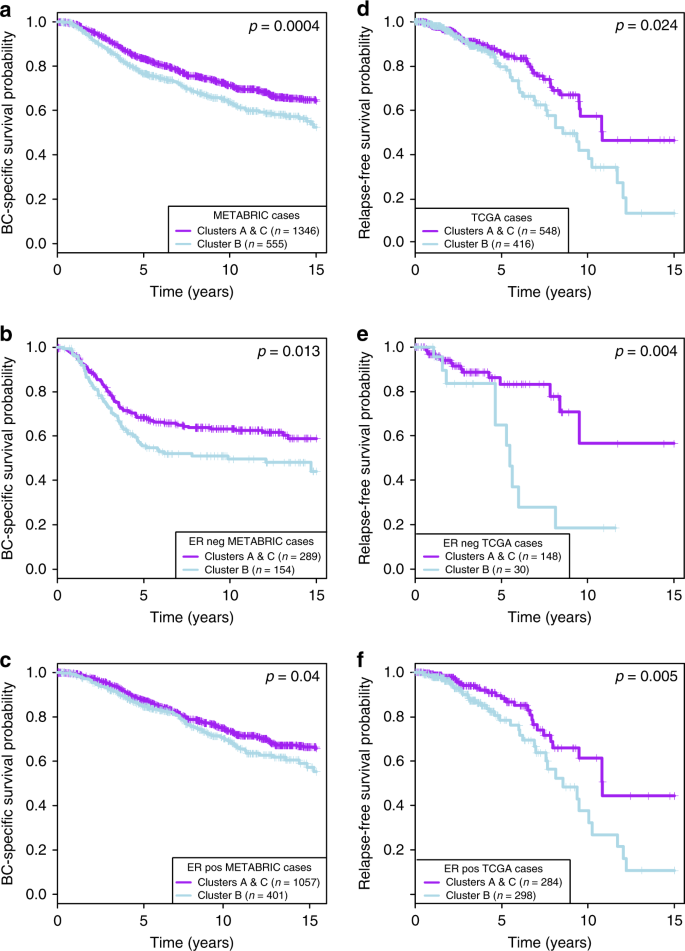 a
BC-specific survival probability
1.0
0.8
0.6
0.4
0.2
0.0
p = 0.0004
METABRIC cases
Clusters A & C (n = 1346)
Cluster B (n = 555)
0 5 10 15
Time (years)
d
Relapse-free survival probability
1.0
0.8
0.6
0.4
0.2
0.0
p = 0.024
TCGA cases
Clusters A & C (n = 548)
Cluster B (n = 416)
0 5 10 15
Time (years)
b
BC-specific survival probability
1.0
0.8
0.6
0.4
0.2
0.0
p = 0.013
ER neg METABRIC cases
Clusters A & C (n = 289)
Cluster B (n = 154)
0 5 10 15
Time (years)
e
Relapse-free survival probability
1.0
0.8
0.6
0.4
0.2
0.0
p = 0.004
ER neg TCGA cases
Clusters A & C (n = 148)
Cluster B (n = 30)
0 5 10 15
Time (years)
c
BC-specific survival probability
1.0
0.8
0.6
0.4
0.2
0.0
p = 0.04
ER pos METABRIC cases
Clusters A & C (n = 1057)
Cluster B (n = 401)
0 5 10 15
Time (years)
f
Relapse-free survival probability
1.0
0.8
0.6
0.4
0.2
0.0
p = 0.005
ER pos TCGA cases
Clusters A & C (n = 284)
Cluster B (n = 298)
0 5 10 15
Time (years)